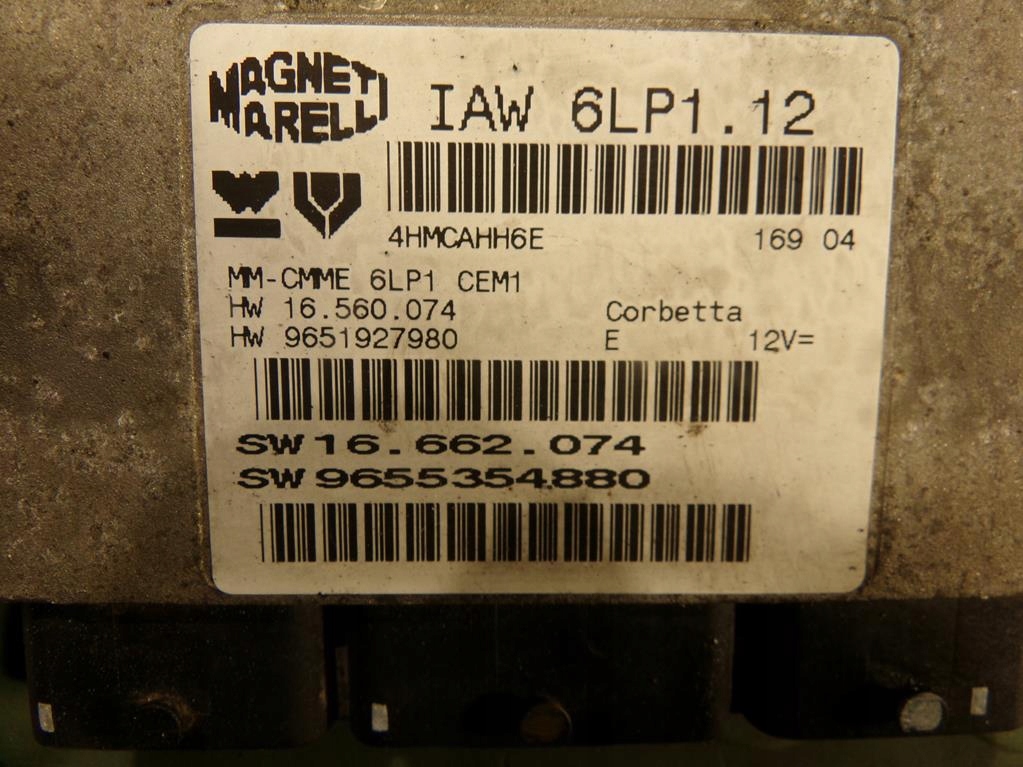 MAGNETI
MARELLI
IAW 6LP1.12
4HMCAHH6E 169 04
MM-CMME 6LP1 CEM1
HW 16.560.074 Corbetta
HW 9651927980 E 12V=
SW 16.662.074
SW 9655354880